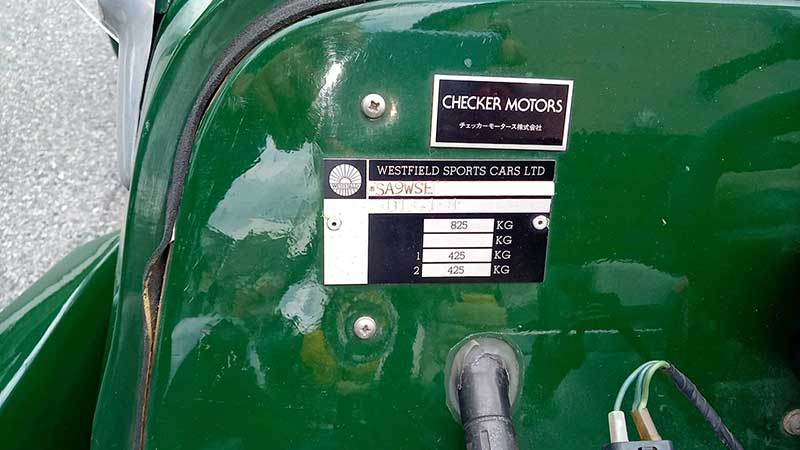 CHECKER MOTORS
チェッカーモータース株式会社
WESTFIELD SPORTS CARS LTD
SA9WSE
825 KG
KG
1 425 KG
2 425 KG